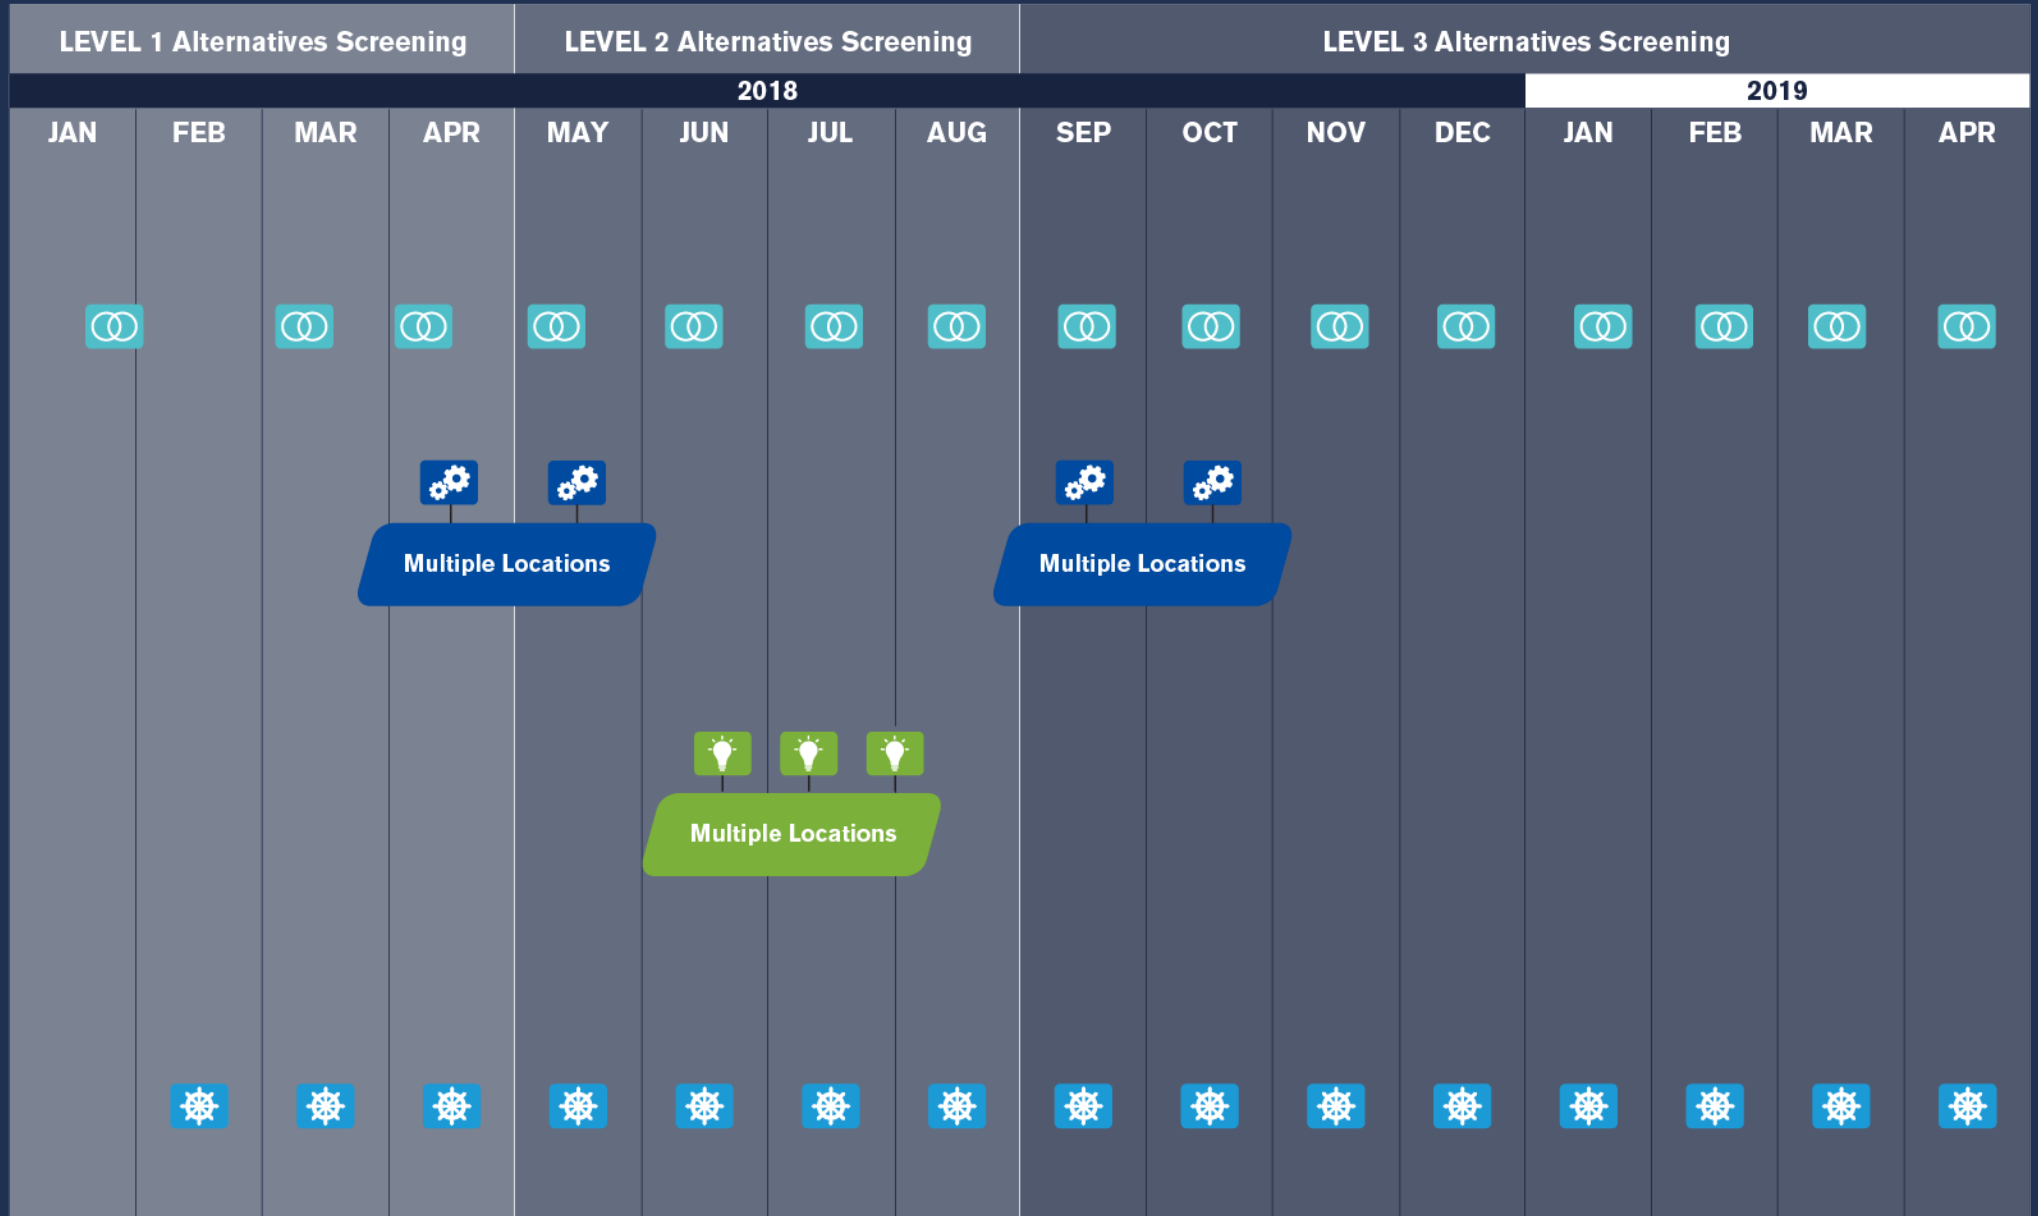 LEVEL 1 Alternatives Screening
LEVEL 2 Alternatives Screening
LEVEL 3 Alternatives Screening
2018
2019
JAN FEB MAR APR MAY JUN JUL AUG SEP OCT NOV DEC JAN FEB MAR APR
Multiple Locations
Multiple Locations
Multiple Locations